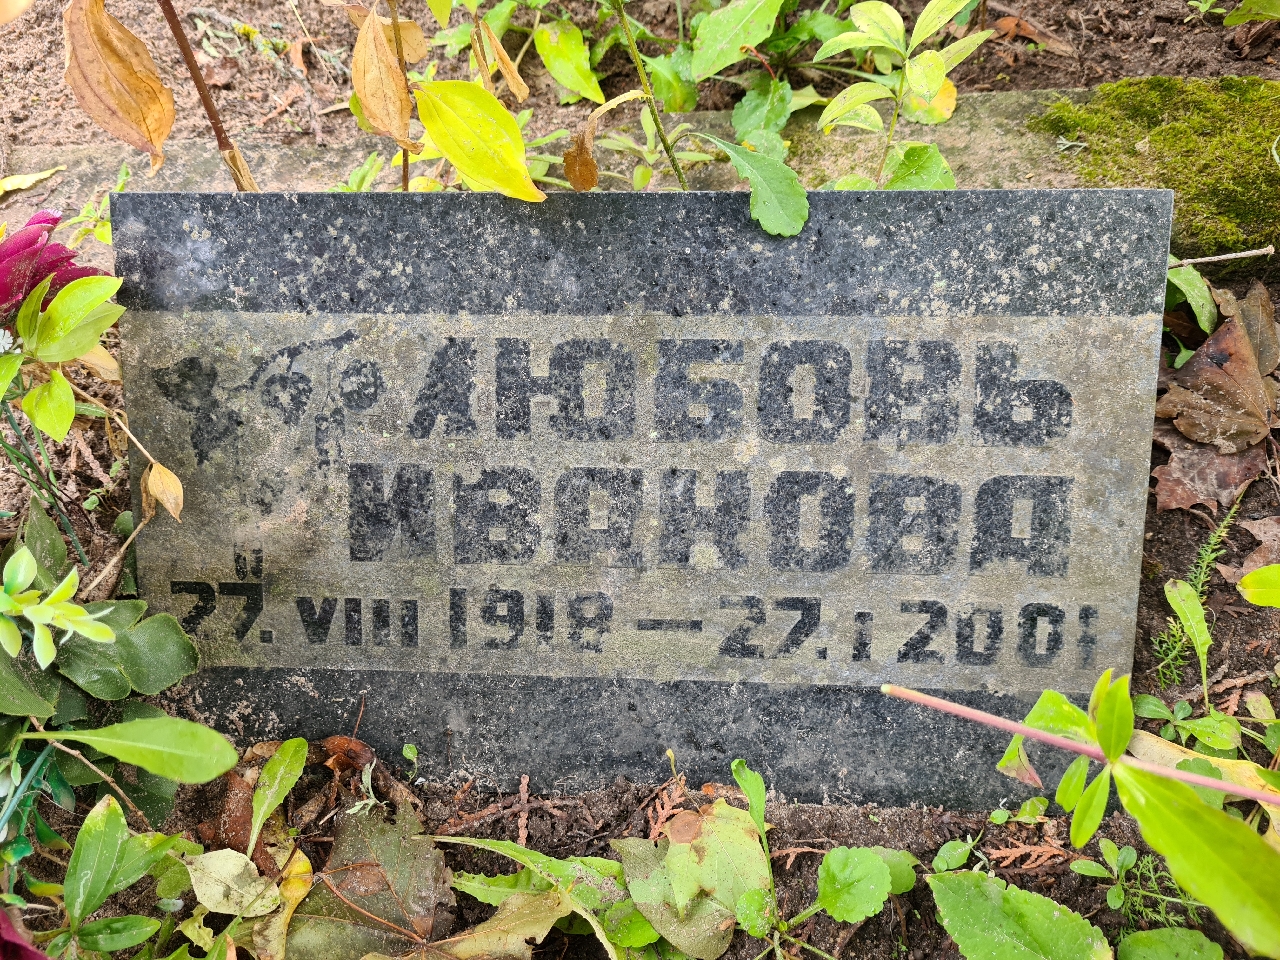 ЛЮБОВЬ
ИВАНОВА
27. VIII 1918 — 27. I 2001